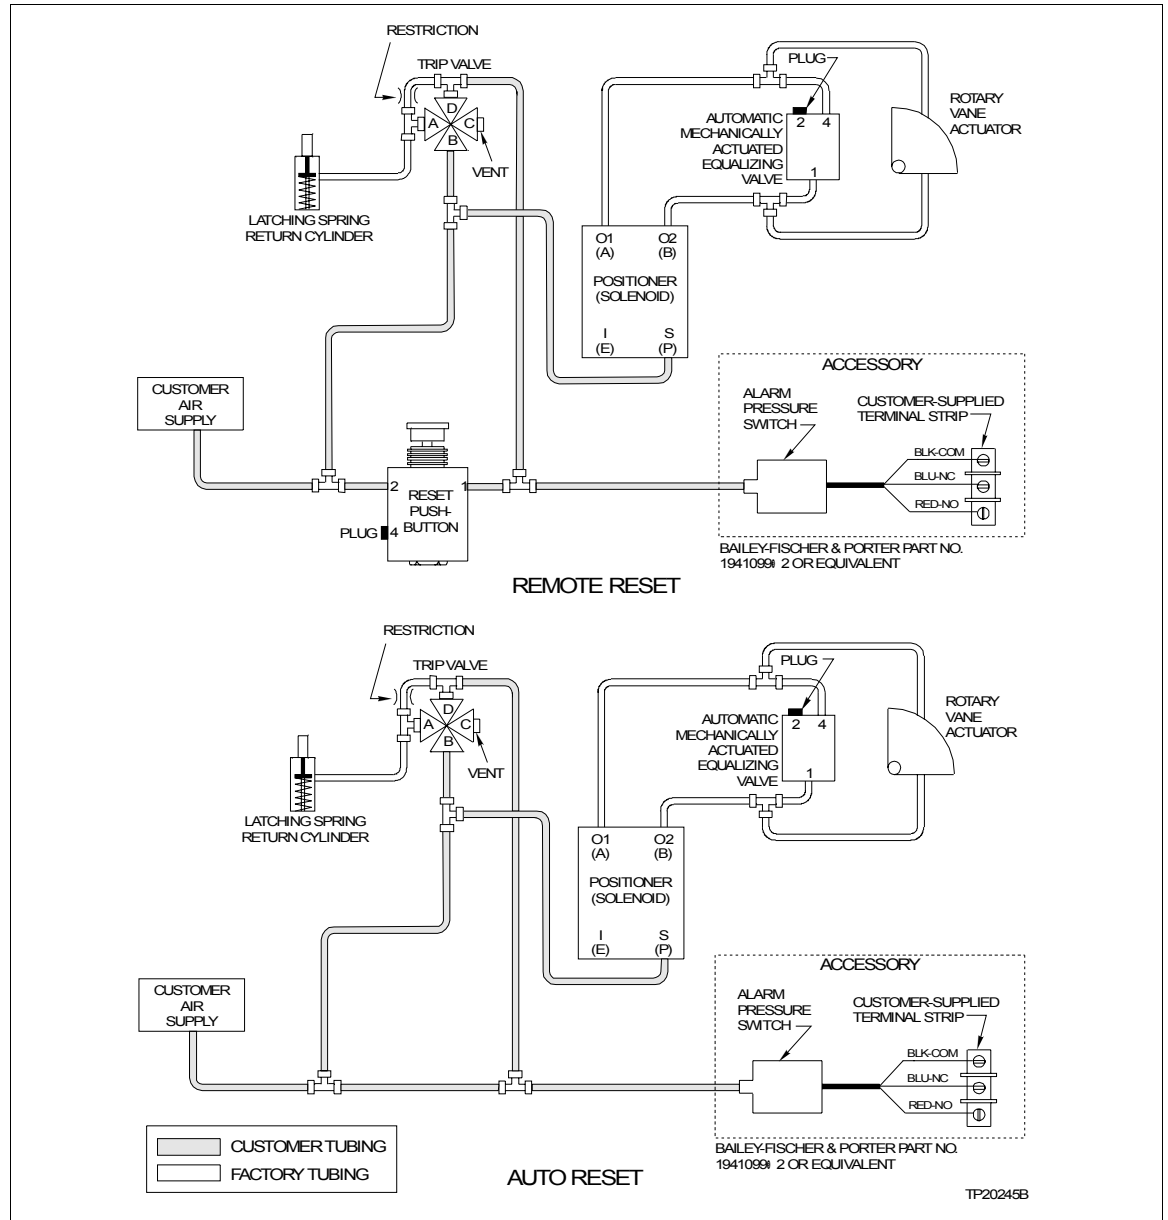 RESTRICTION
TRIP VALVE
D
A
C
B
VENT
LATCHING SPRING
RETURN CYLINDER
PLUG
2 4
1
AUTOMATIC
MECHANICALLY
ACTUATED
EQUALIZING
VALVE
ROTARY
VANE
ACTUATOR
O1 O2
(A) (B)
POSITIONER
(SOLENOID)
I S
(E) (P)
CUSTOMER
AIR
SUPPLY
2 1
RESET
PUSH-
BUTTON
PLUG 4
ACCESSORY
ALARM
PRESSURE
SWITCH
CUSTOMER-SUPPLIED
TERMINAL STRIP
BLK-COM
BLU-NC
RED-NO
BAILEY-FISCHER & PORTER PART NO.
2 OR EQUIVALENT
REMOTE RESET
RESTRICTION
TRIP VALVE
D
A
C
B
VENT
LATCHING SPRING
RETURN CYLINDER
PLUG
2 4
1
AUTOMATIC
MECHANICALLY
ACTUATED
EQUALIZING
VALVE
ROTARY
VANE
ACTUATOR
O1 O2
(A) (B)
POSITIONER
(SOLENOID)
I S
(E) (P)
CUSTOMER
AIR
SUPPLY
ACCESSORY
ALARM
PRESSURE
SWITCH
CUSTOMER-SUPPLIED
TERMINAL STRIP
BLK-COM
BLU-NC
RED-NO
BAILEY-FISCHER & PORTER PART NO.
2 OR EQUIVALENT
CUSTOMER TUBING
FACTORY TUBING
AUTO RESET
TP20245B